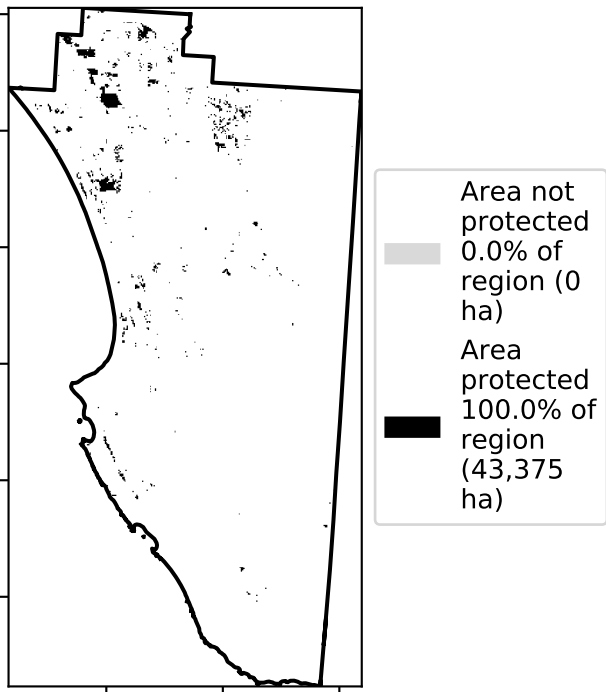 Area not
protected
0.0% of
region (0
ha)
Area
protected
100.0% of
region
(43,375
ha)